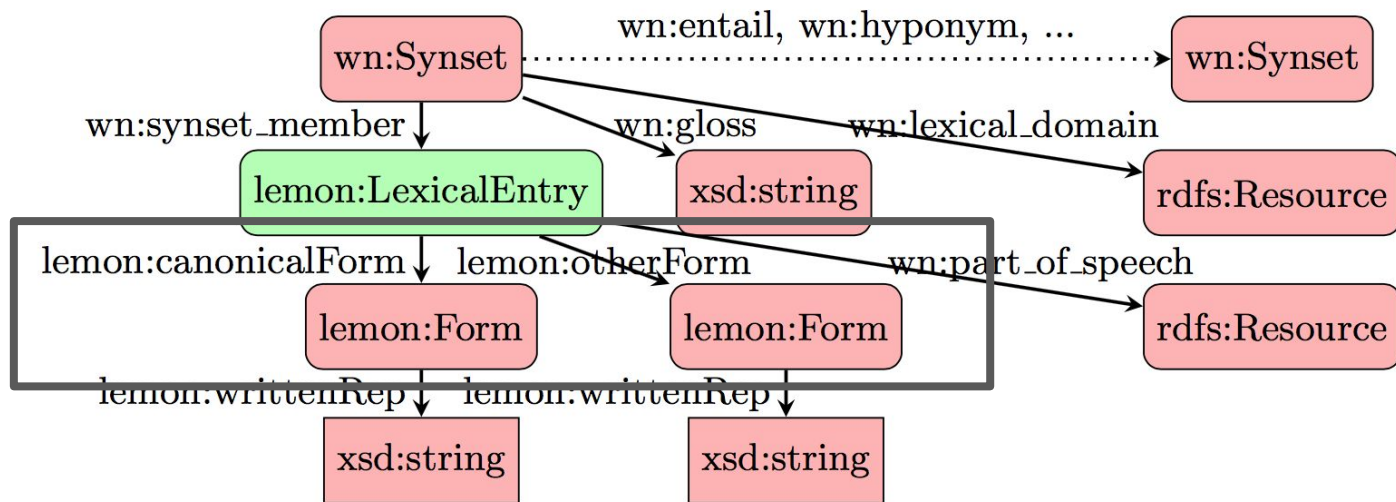 wn:entail, wn:hyponym, ...
wn:Synset
wn:Synset
wn:synset_member
wn:gloss
wn:lexical_domain
lemon:LexicalEntry
xsd:string
rdfs:Resource
lemon:canonicalForm
lemon:otherForm
wn:part_of_speech
lemon:Form
lemon:Form
rdfs:Resource
lemon:writtenRep
lemon:writtenRep
xsd:string
xsd:string